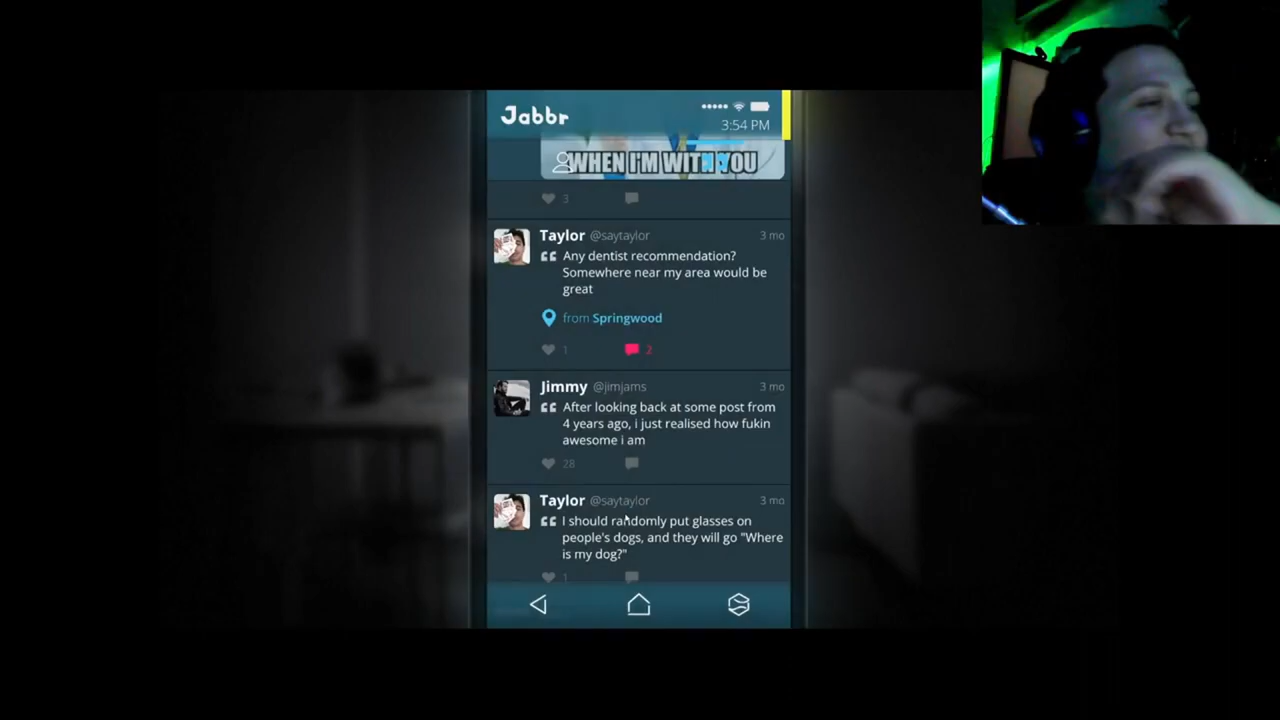 Jabbr
3:54 PM
WHEN I'M WITH YOU
3
Taylor @saytaylor 3 mo
Any dentist recommendation?
Somewhere near my area would be
great
from Springwood
1 2
Jimmy @jimjams 3 mo
After looking back at some post from
4 years ago, i just realised how fukin
awesome i am
28
Taylor @saytaylor 3 mo
I should randomly put glasses on
people's dogs, and they will go "Where
is my dog?"
1